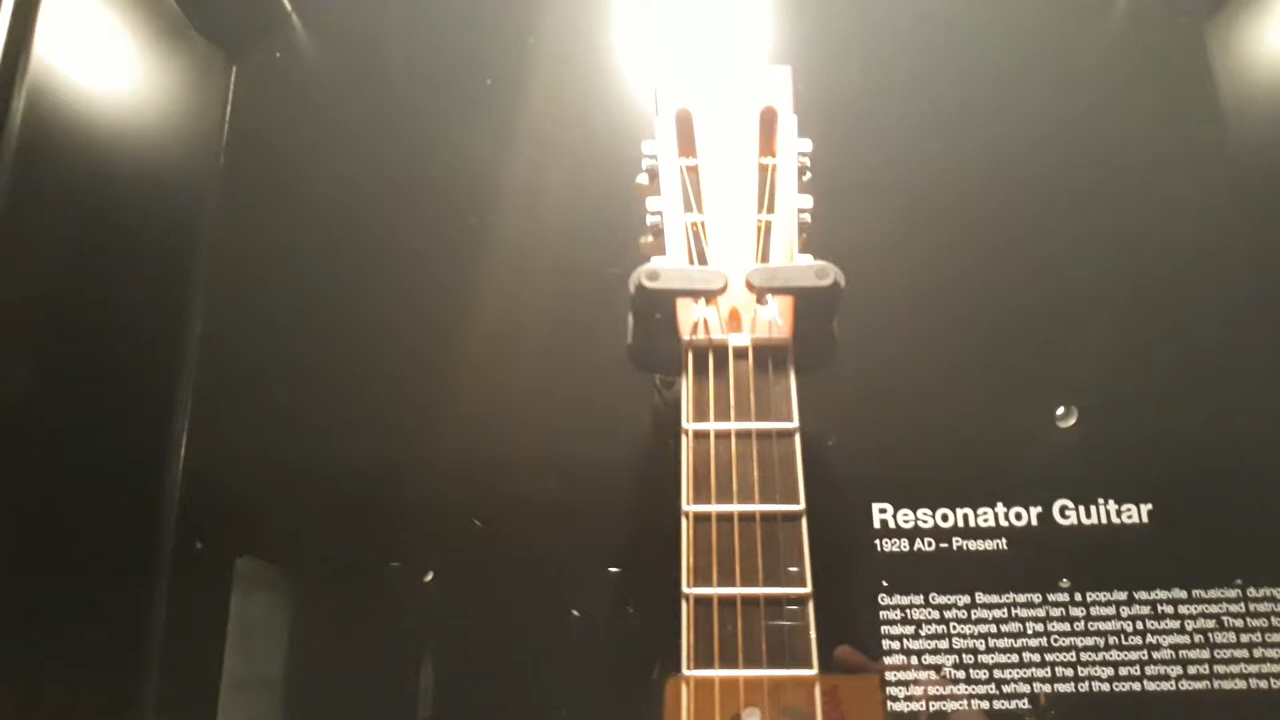 Resonator Guitar
1928 AD – Present
Guitarist George Beauchamp was a popular vaudeville musician during
mid-1920s who played Hawai'ian lap steel guitar. He approached
maker John Dopyera with the idea of creating a louder guitar. The two
the National String Instrument Company in Los Angeles in 1928 and
with a design to replace the wood soundboard with metal cones
speakers. The top supported the bridge and strings and reverberated
regular soundboard, while the rest of the cone faced down inside the
helped project the sound.